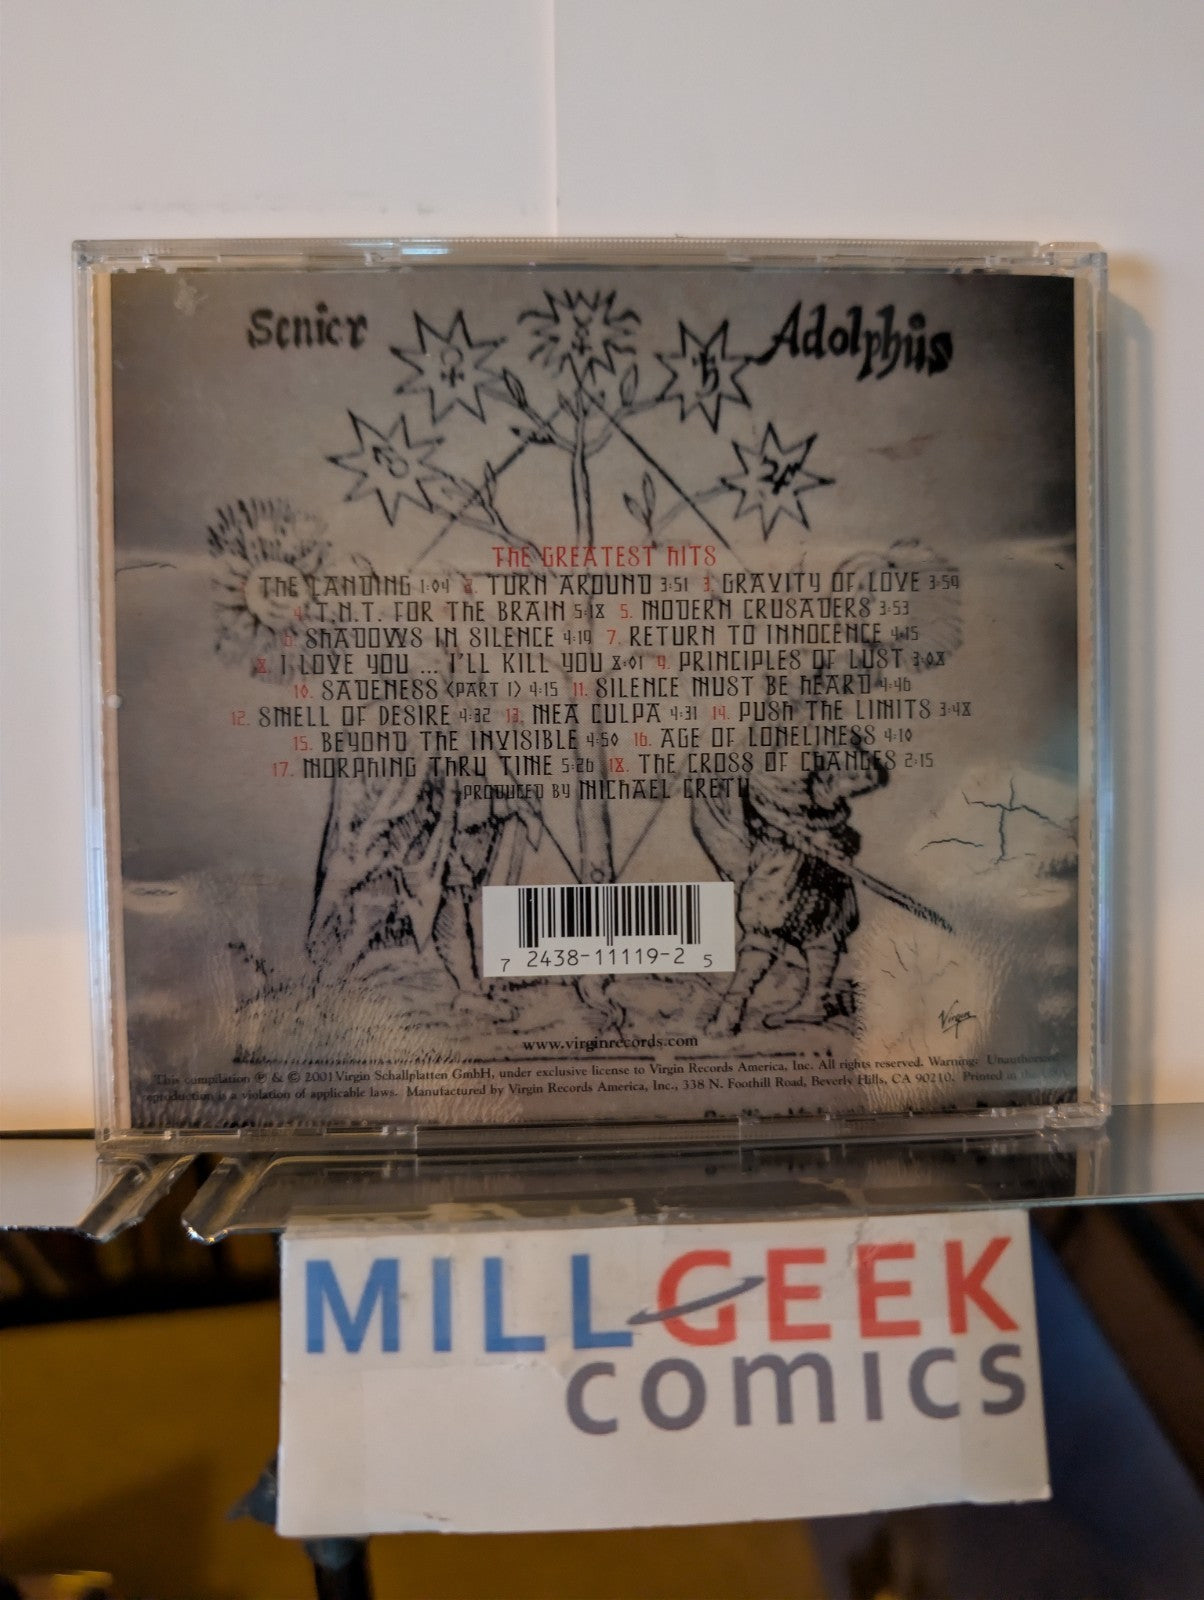 Senior Adolphus
THE GREATEST HITS
THE LANDING 1:04 2. TURN AROUND 3:51 3. GRAVITY OF LOVE 3:59
4. T.N.T. FOR THE BRAIN 5:18 5. MODERN CRUSADERS 3:53
6. SHADOWS IN SILENCE 4:19 7. RETURN TO INNOCENCE 4:15
8. I LOVE YOU ... I'LL KILL YOU 8:01 9. PRINCIPLES OF LUST 3:08
10. SADENESS (PART I) 4:15 11. SILENCE MUST BE HEARD 4:46
12. SMELL OF DESIRE 4:32 13. MEA CULPA 4:31 14. PUSH THE LIMITS 3:48
15. BEYOND THE INVISIBLE 4:50 16. AGE OF LONELINESS 4:10
17. MORPHING THRU TIME 5:26 18. THE CROSS OF CHANGES 2:15
PRODUCED BY MICHAEL CRETU
7 2438-11119-2 5
Virgin
www.virginrecords.com
This compilation ℗ & © 2001 Virgin Schallplatten GmbH, under exclusive license to Virgin Records America, Inc. All rights reserved. Warning: Unauthorized
reproduction is a violation of applicable laws. Manufactured by Virgin Records America, Inc., 338 N. Foothill Road, Beverly Hills, CA 90210. Printed in the USA
MILLGEEK
comics